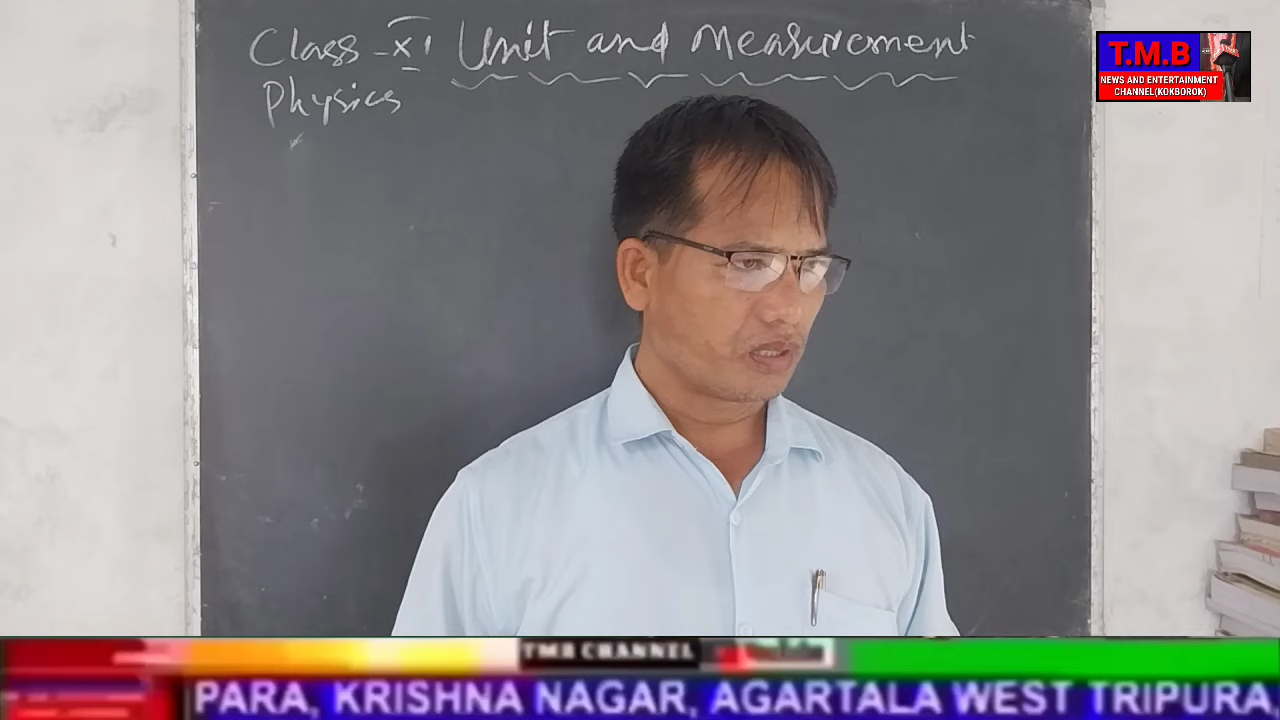 Class - XI Unit and Measurement
Physics
T.M.B
NEWS AND ENTERTAINMENT
CHANNEL(KOKBOROK)
TMB CHANNEL
PARA, KRISHNA NAGAR, AGARTALA WEST TRIPURA,